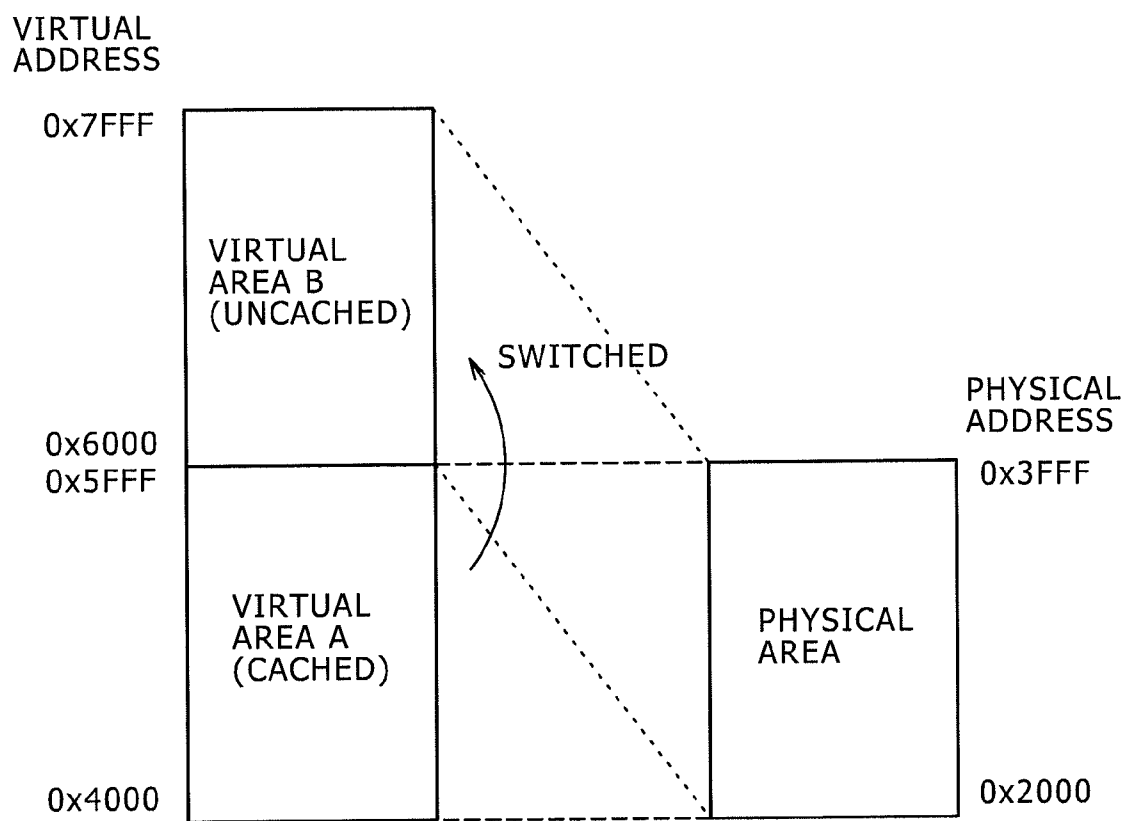 VIRTUAL
ADDRESS
0x7FFF
VIRTUAL
AREA B
(UNCACHED)
SWITCHED
PHYSICAL
ADDRESS
0x6000
0x5FFF
0x3FFF
VIRTUAL
AREA A
(CACHED)
PHYSICAL
AREA
0x4000
0x2000